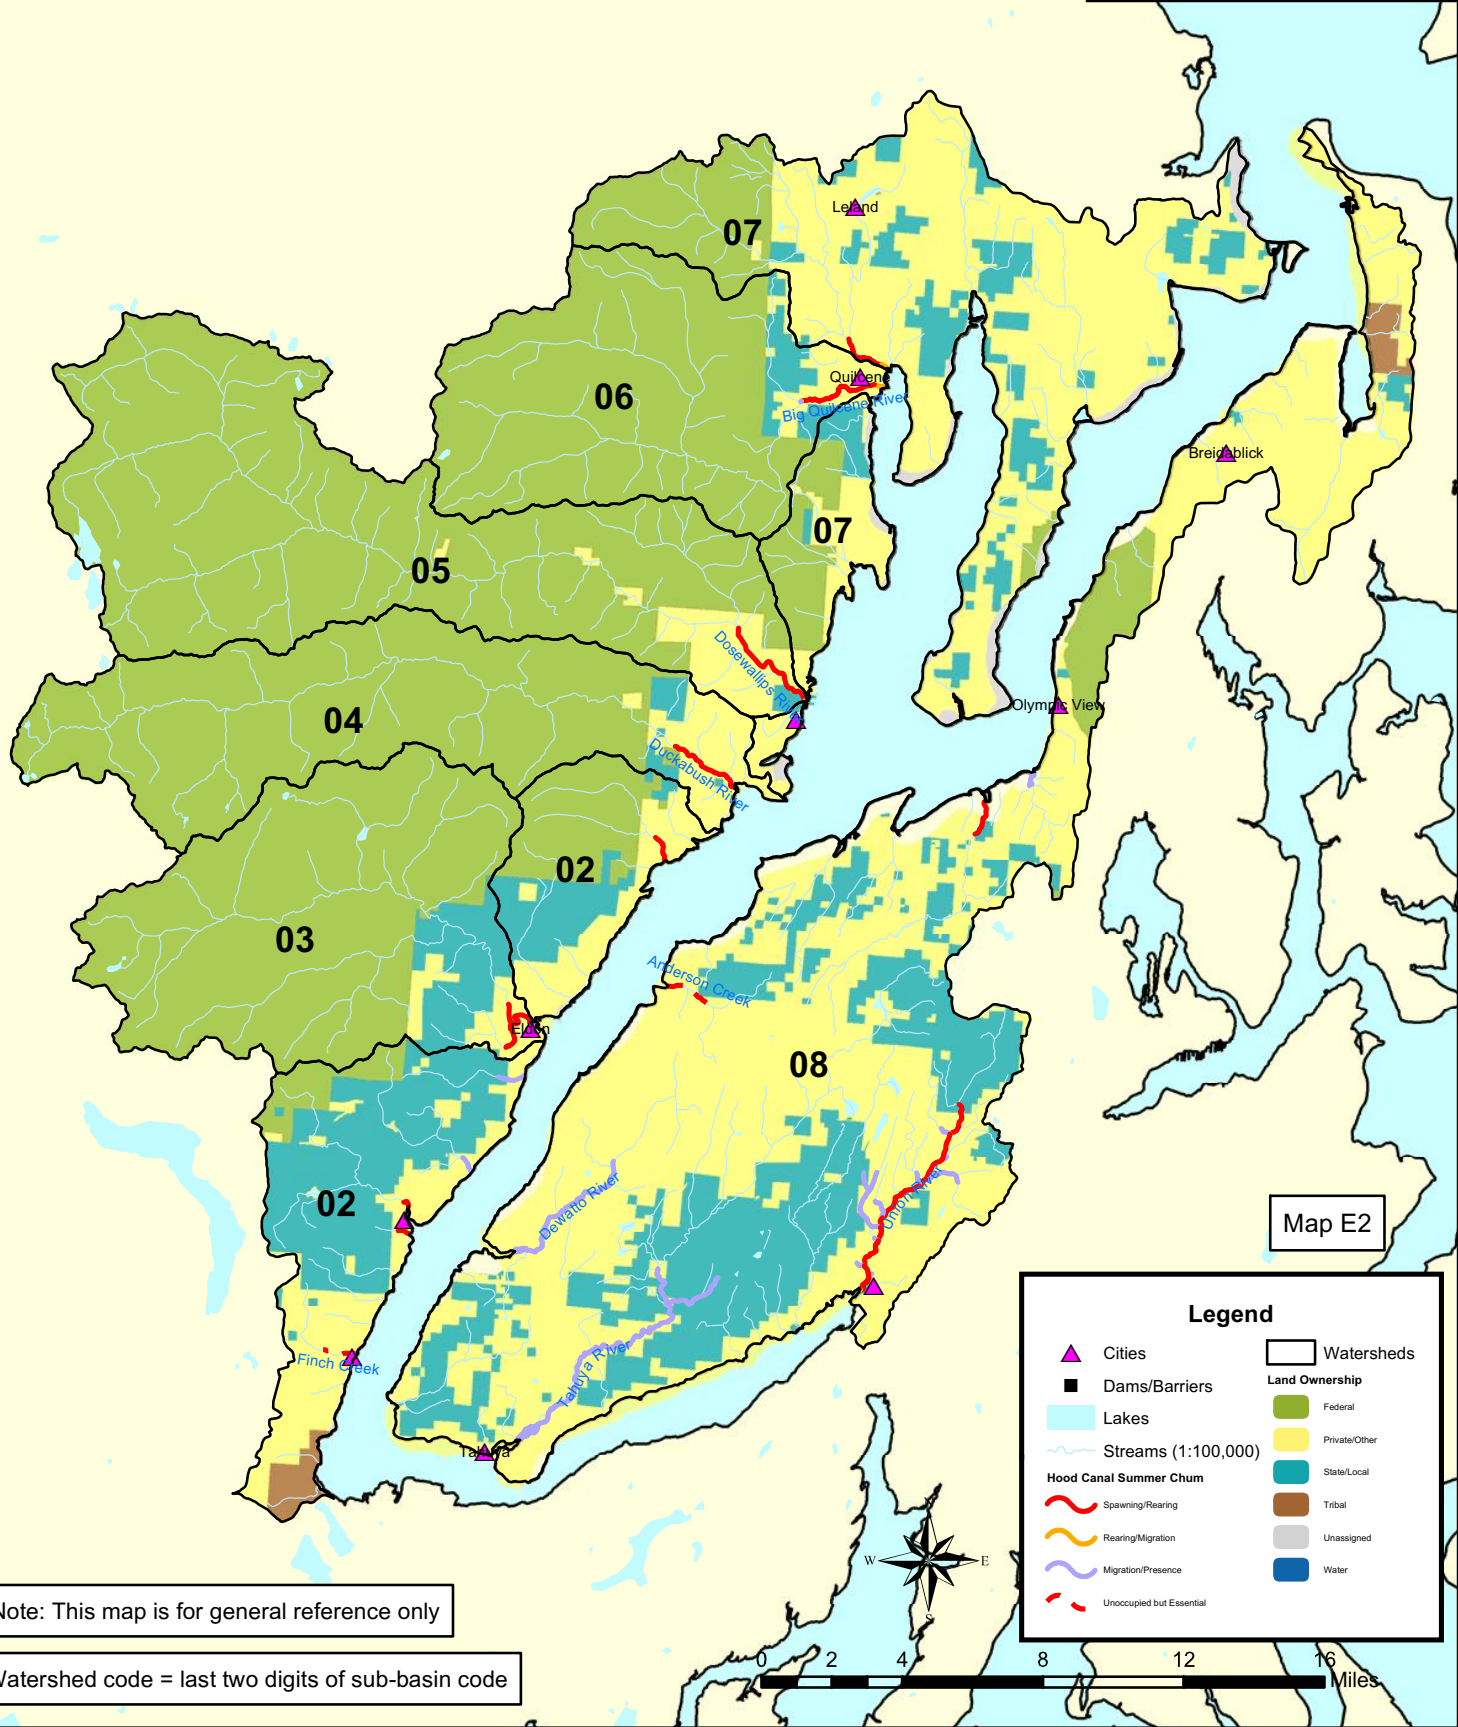 Leland
07
06
Quilcene
Big Quilcene River
Breidablick
07
05
Dosewallips River
Olympic View
04
Duckabush River
02
03
Anderson Creek
Eldon
08
02
Dewatto River
Union River
Map E2
Finch Creek
Tahuya River
Tahuya
Legend
Cities
Dams/Barriers
Lakes
Streams (1:100,000)
Hood Canal Summer Chum
Spawning/Rearing
Rearing/Migration
Migration/Presence
Unoccupied but Essential
Watersheds
Land Ownership
Federal
Private/Other
State/Local
Tribal
Unassigned
Water
W E
S
Note: This map is for general reference only
Watershed code = last two digits of sub-basin code
0 2 4 8 12 16
Miles